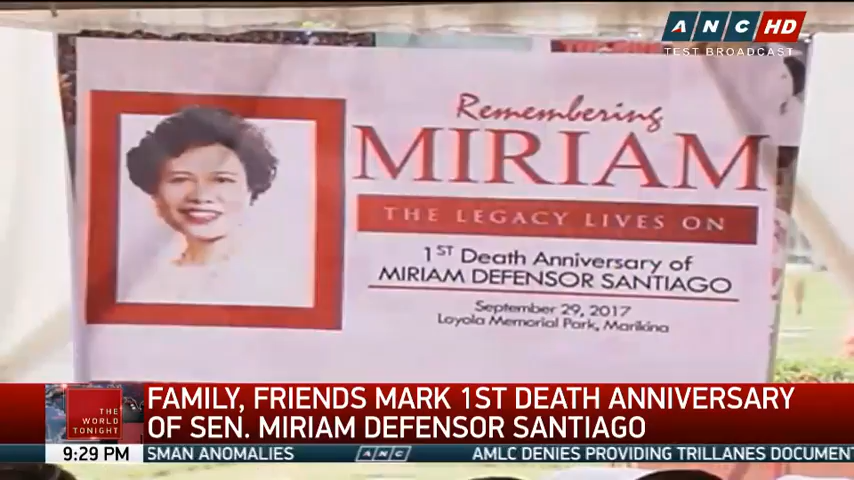 ANC HD
TEST BROADCAST
Remembering
MIRIAM
THE LEGACY LIVES ON
1ST Death Anniversary of
MIRIAM DEFENSOR SANTIAGO
September 29, 2017
Loyola Memorial Park, Marikina
THE WORLD TONIGHT
FAMILY, FRIENDS MARK 1ST DEATH ANNIVERSARY
OF SEN. MIRIAM DEFENSOR SANTIAGO
9:29 PM SMAN ANOMALIES ANC AMLC DENIES PROVIDING TRILLANES DOCUMENT